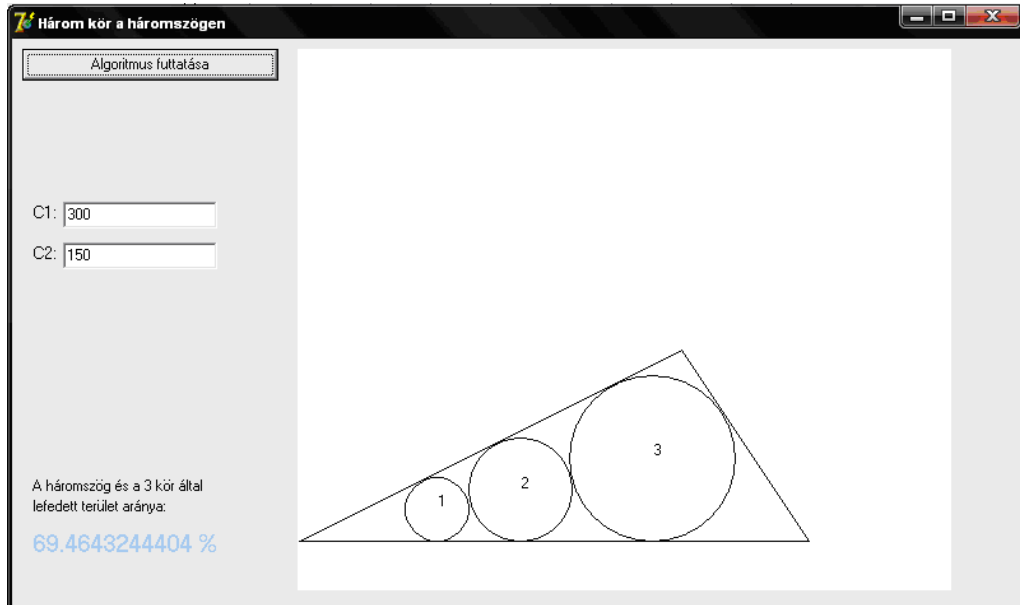 Három kör a háromszögen
Algoritmus futtatása
C1: 300
C2: 150
A háromszög és a 3 kör által
lefedett terület aránya:
69.4643244404 %
1
2
3